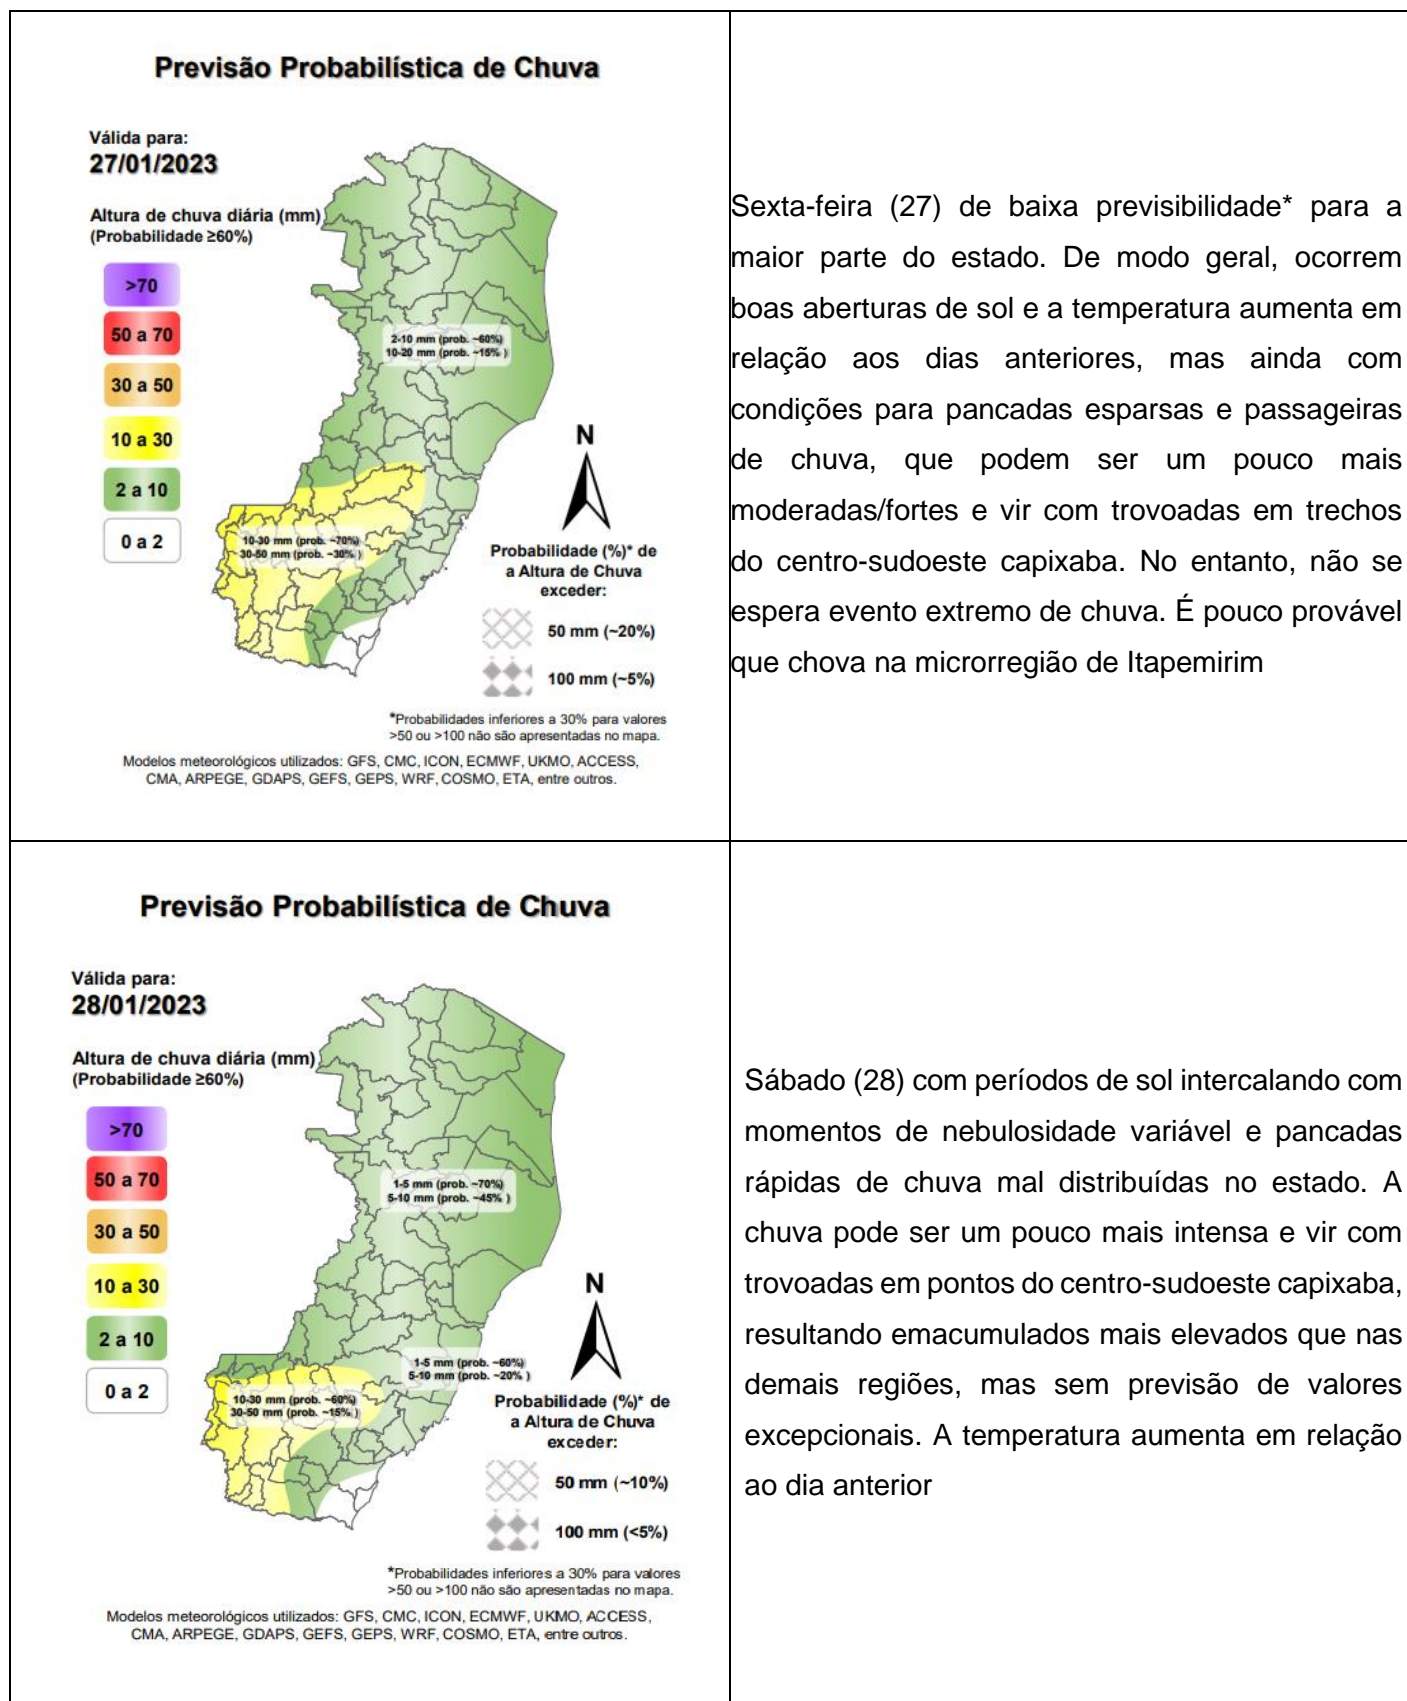 Previsão Probabilística de Chuva
Válida para:
27/01/2023
Altura de chuva diária (mm)
(Probabilidade ≥60%)
>70
50 a 70
30 a 50
10 a 30
2 a 10
0 a 2
2-10 mm (prob. ~60%)
10-20 mm (prob. ~15% )
10-30 mm (prob. ~70%)
30-50 mm (prob. ~30% )
N
Probabilidade (%)* de
a Altura de Chuva
exceder:
50 mm (~20%)
100 mm (~5%)
*Probabilidades inferiores a 30% para valores
>50 ou >100 não são apresentadas no mapa.
Modelos meteorológicos utilizados: GFS, CMC, ICON, ECMWF, UKMO, ACCESS,
CMA, ARPEGE, GDAPS, GEFS, GEPS, WRF, COSMO, ETA, entre outros.
Sexta-feira (27) de baixa previsibilidade* para a
maior parte do estado. De modo geral, ocorrem
boas aberturas de sol e a temperatura aumenta em
relação aos dias anteriores, mas ainda com
condições para pancadas esparsas e passageiras
de chuva, que podem ser um pouco mais
moderadas/fortes e vir com trovoadas em trechos
do centro-sudoeste capixaba. No entanto, não se
espera evento extremo de chuva. É pouco provável
que chova na microrregião de Itapemirim
Previsão Probabilística de Chuva
Válida para:
28/01/2023
Altura de chuva diária (mm)
(Probabilidade ≥60%)
>70
50 a 70
30 a 50
10 a 30
2 a 10
0 a 2
1-5 mm (prob. ~70%)
5-10 mm (prob. ~45% )
1-5 mm (prob. ~60%)
5-10 mm (prob. ~20% )
10-30 mm (prob. ~60%)
30-50 mm (prob. ~15% )
N
Probabilidade (%)* de
a Altura de Chuva
exceder:
50 mm (~10%)
100 mm (<5%)
*Probabilidades inferiores a 30% para valores
>50 ou >100 não são apresentadas no mapa.
Modelos meteorológicos utilizados: GFS, CMC, ICON, ECMWF, UKMO, ACCESS,
CMA, ARPEGE, GDAPS, GEFS, GEPS, WRF, COSMO, ETA, entre outros.
Sábado (28) com períodos de sol intercalando com
momentos de nebulosidade variável e pancadas
rápidas de chuva mal distribuídas no estado. A
chuva pode ser um pouco mais intensa e vir com
trovoadas em pontos do centro-sudoeste capixaba,
resultando emacumulados mais elevados que nas
demais regiões, mas sem previsão de valores
excepcionais. A temperatura aumenta em relação
ao dia anterior